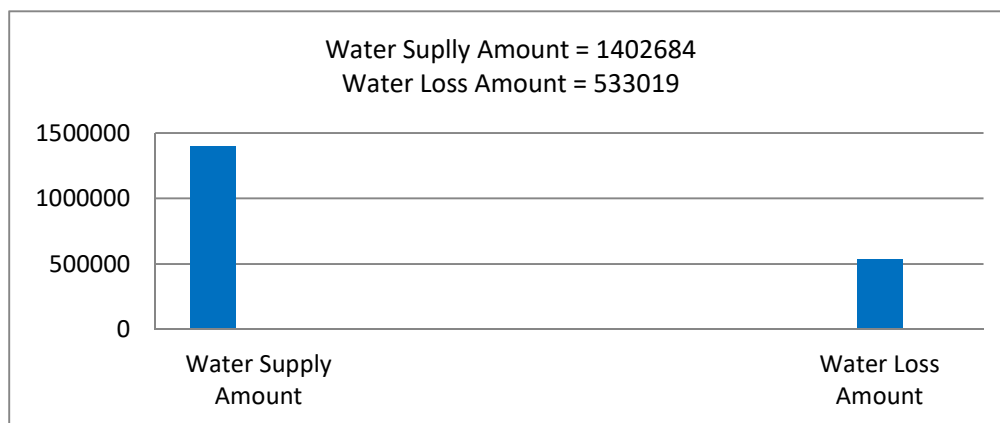 Water Suplly Amount = 1402684
Water Loss Amount = 533019
1500000
1000000
500000
0
Water Supply
Amount
Water Loss
Amount